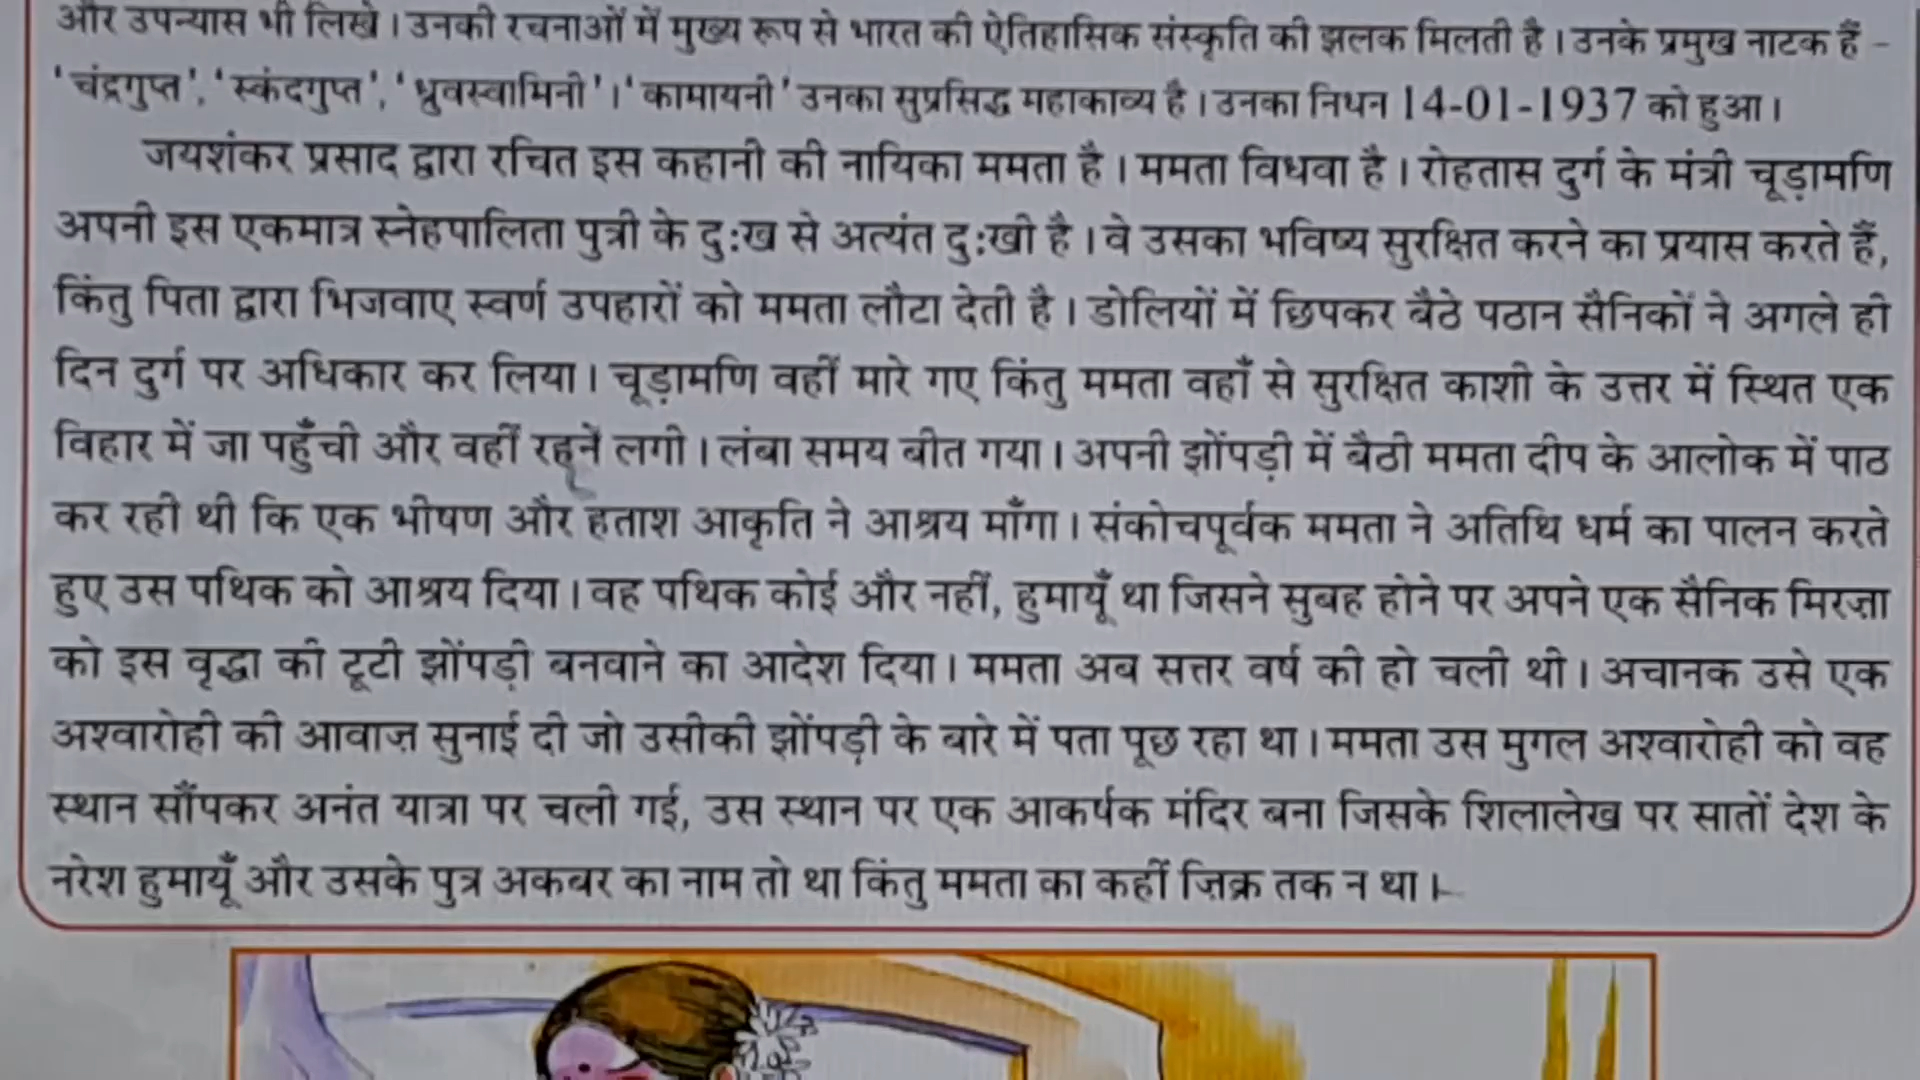 और उपन्यास भी लिखे। उनकी रचनाओं में मुख्य रूप से भारत की ऐतिहासिक संस्कृति की झलक मिलती है। उनके प्रमुख नाटक हैं -
'चंद्रगुप्त', 'स्कंदगुप्त', 'ध्रुवस्वामिनी'। 'कामायनी' उनका सुप्रसिद्ध महाकाव्य है। उनका निधन 14-01-1937 को हुआ।
जयशंकर प्रसाद द्वारा रचित इस कहानी की नायिका ममता है। ममता विधवा है। रोहतास दुर्ग के मंत्री चूड़ामणि
अपनी इस एकमात्र स्नेहपालिता पुत्री के दु:ख से अत्यंत दु:खी है। वे उसका भविष्य सुरक्षित करने का प्रयास करते हैं,
किंतु पिता द्वारा भिजवाए स्वर्ण उपहारों को ममता लौटा देती है। डोलियों में छिपकर बैठे पठान सैनिकों ने अगले ही
दिन दुर्ग पर अधिकार कर लिया। चूड़ामणि वहीं मारे गए किंतु ममता वहाँ से सुरक्षित काशी के उत्तर में स्थित एक
विहार में जा पहुँची और वहीं रहने लगी। लंबा समय बीत गया। अपनी झोंपड़ी में बैठी ममता दीप के आलोक में पाठ
कर रही थी कि एक भीषण और हताश आकृति ने आश्रय माँगा। संकोचपूर्वक ममता ने अतिथि धर्म का पालन करते
हुए उस पथिक को आश्रय दिया। वह पथिक कोई और नहीं, हुमायूँ था जिसने सुबह होने पर अपने एक सैनिक मिरज़ा
को इस वृद्धा की टूटी झोंपड़ी बनवाने का आदेश दिया। ममता अब सत्तर वर्ष की हो चली थी। अचानक उसे एक
अश्वारोही की आवाज़ सुनाई दी जो उसीकी झोंपड़ी के बारे में पता पूछ रहा था। ममता उस मुगल अश्वारोही को वह
स्थान सौंपकर अनंत यात्रा पर चली गई, उस स्थान पर एक आकर्षक मंदिर बना जिसके शिलालेख पर सातों देश के
नरेश हुमायूँ और उसके पुत्र अकबर का नाम तो था किंतु ममता का कहीं ज़िक्र तक न था।